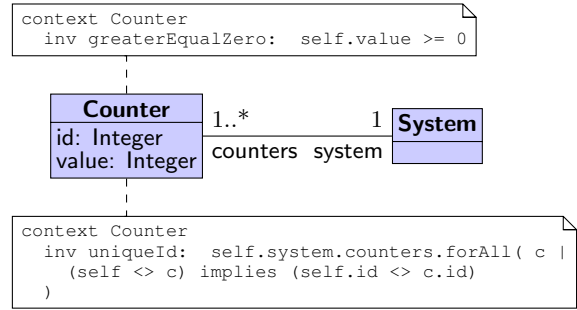 context Counter
inv greaterEqualZero: self.value >= 0
Counter
id: Integer
value: Integer
1..* 1
counters system
System
context Counter
inv uniqueId: self.system.counters.forAll( c |
(self <> c) implies (self.id <> c.id)
)